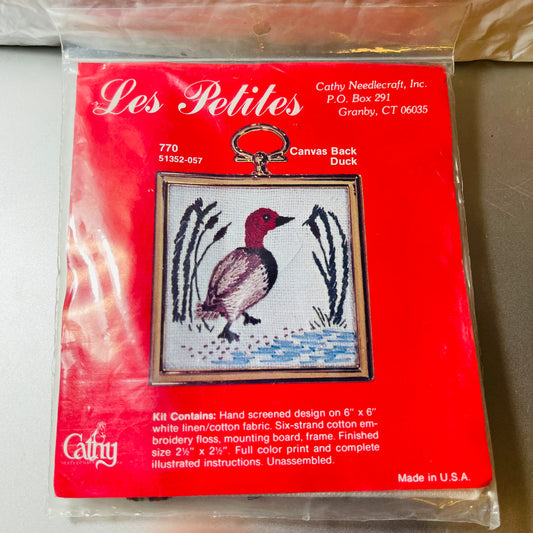 Les Petites
Cathy Needlecraft, Inc.
P.O. Box 291
Granby, CT 06035
770
51352-057
Canvas Back
Duck
Kit Contains: Hand screened design on 6" x 6"
white linen/cotton fabric. Six-strand cotton em-
broidery floss, mounting board, frame. Finished
size 2½" x 2½". Full color print and complete
illustrated instructions. Unassembled.
Cathy
Made in U.S.A.